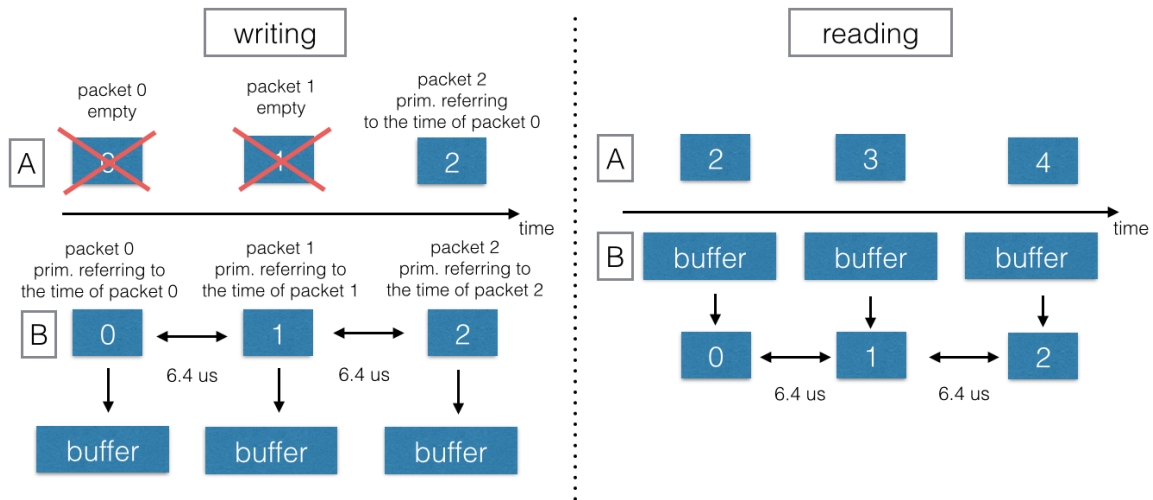 writing
packet 0
empty
packet 1
empty
packet 2
prim. referring
to the time of packet 0
A
0
1
2
time
packet 0
prim. referring to
the time of packet 0
packet 1
prim. referring to
the time of packet 1
packet 2
prim. referring to
the time of packet 2
B
0
1
2
6.4 us
6.4 us
buffer
buffer
buffer
reading
A
2
3
4
time
B
buffer
buffer
buffer
0
1
2
6.4 us
6.4 us